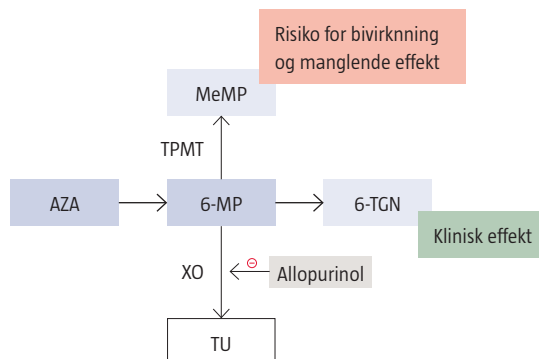 Risiko for bivirknning
og manglende effekt
MeMP
TPMT
AZA
6-MP
6-TGN
Klinisk effekt
XO
⊖
Allopurinol
TU